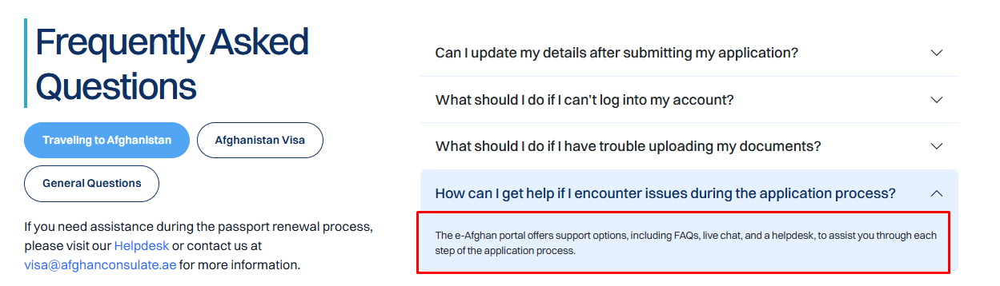 Frequently Asked
Questions
Traveling to Afghanistan
Afghanistan Visa
General Questions
If you need assistance during the passport renewal process,
please visit our Helpdesk or contact us at
visa@afghanconsulate.ae for more information.
Can I update my details after submitting my application?
What should I do if I can’t log into my account?
What should I do if I have trouble uploading my documents?
How can I get help if I encounter issues during the application process?
The e-Afghan portal offers support options, including FAQs, live chat, and a helpdesk, to assist you through each
step of the application process.